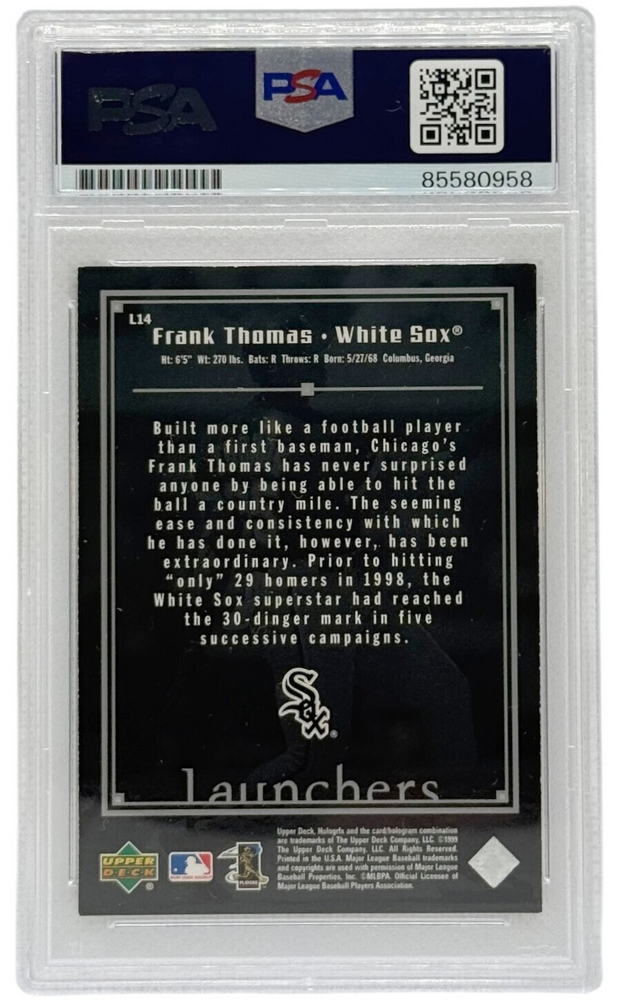 PSA
PSA
85580958
L14
Frank Thomas • White Sox®
Ht: 6'5" Wt: 270 lbs. Bats: R Throws: R Born: 5/27/68 Columbus, Georgia
Built more like a football player
than a first baseman, Chicago's
Frank Thomas has never surprised
anyone by being able to hit the
ball a country mile. The seeming
ease and consistency with which
he has done it, however, has been
extraordinary. Prior to hitting
"only" 29 homers in 1998, the
White Sox superstar had reached
the 30-dinger mark in five
successive campaigns.
Sox®
Launchers
Upper Deck, Hologrfx and the card/hologram combination
are trademarks of The Upper Deck Company, LLC. ©1999
The Upper Deck Company, LLC. All Rights Reserved.
Printed in the U.S.A. Major League Baseball trademarks
and copyrights are used with permission of Major League
Baseball Properties, Inc. ©MLBPA. Official Licensee of
Major League Baseball Players Association.
UPPER
DECK®
PLAYERS